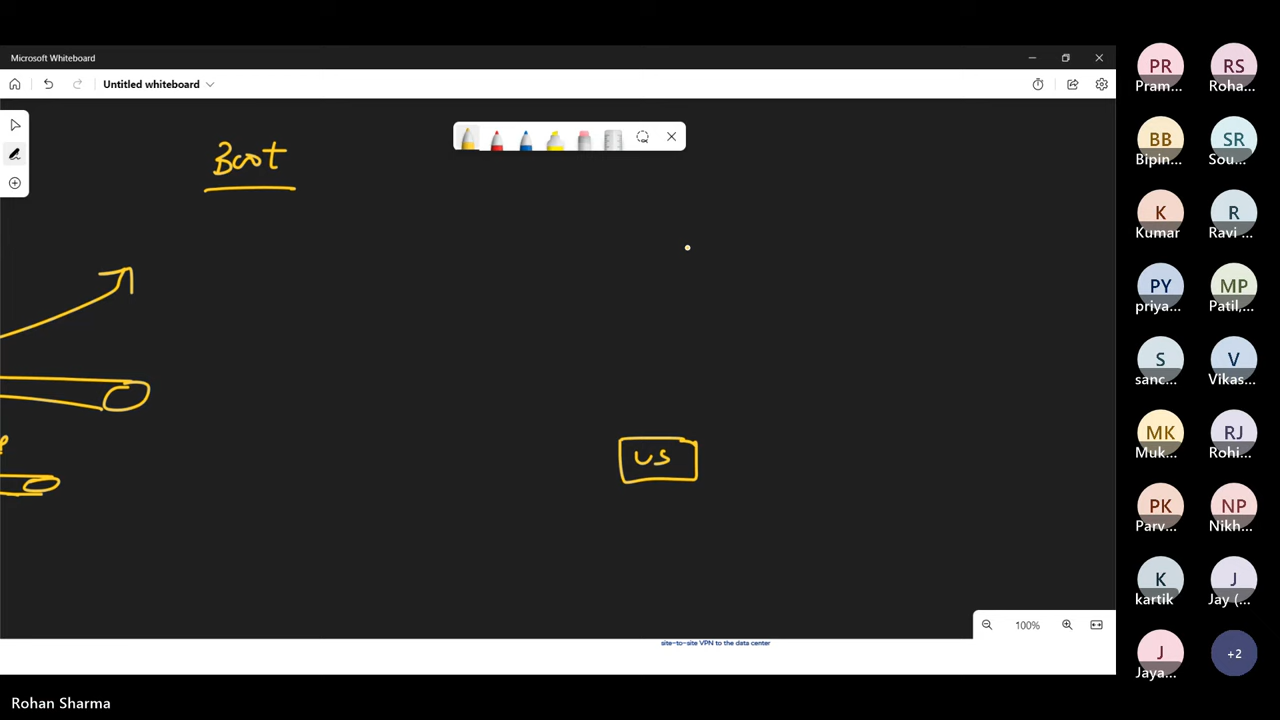 Microsoft Whiteboard
Untitled whiteboard
Boot
US
100%
site-to-site VPN to the data center
Rohan Sharma
PR
Pram...
RS
Roha...
BB
Bipin...
SR
Sou...
K
Kumar
R
Ravi ...
PY
priya...
MP
Patil,...
S
sanc...
V
Vikas...
MK
Muk...
RJ
Rohi...
PK
Parv...
NP
Nikh...
K
kartik
J
Jay (...
J
Jaya...
+2